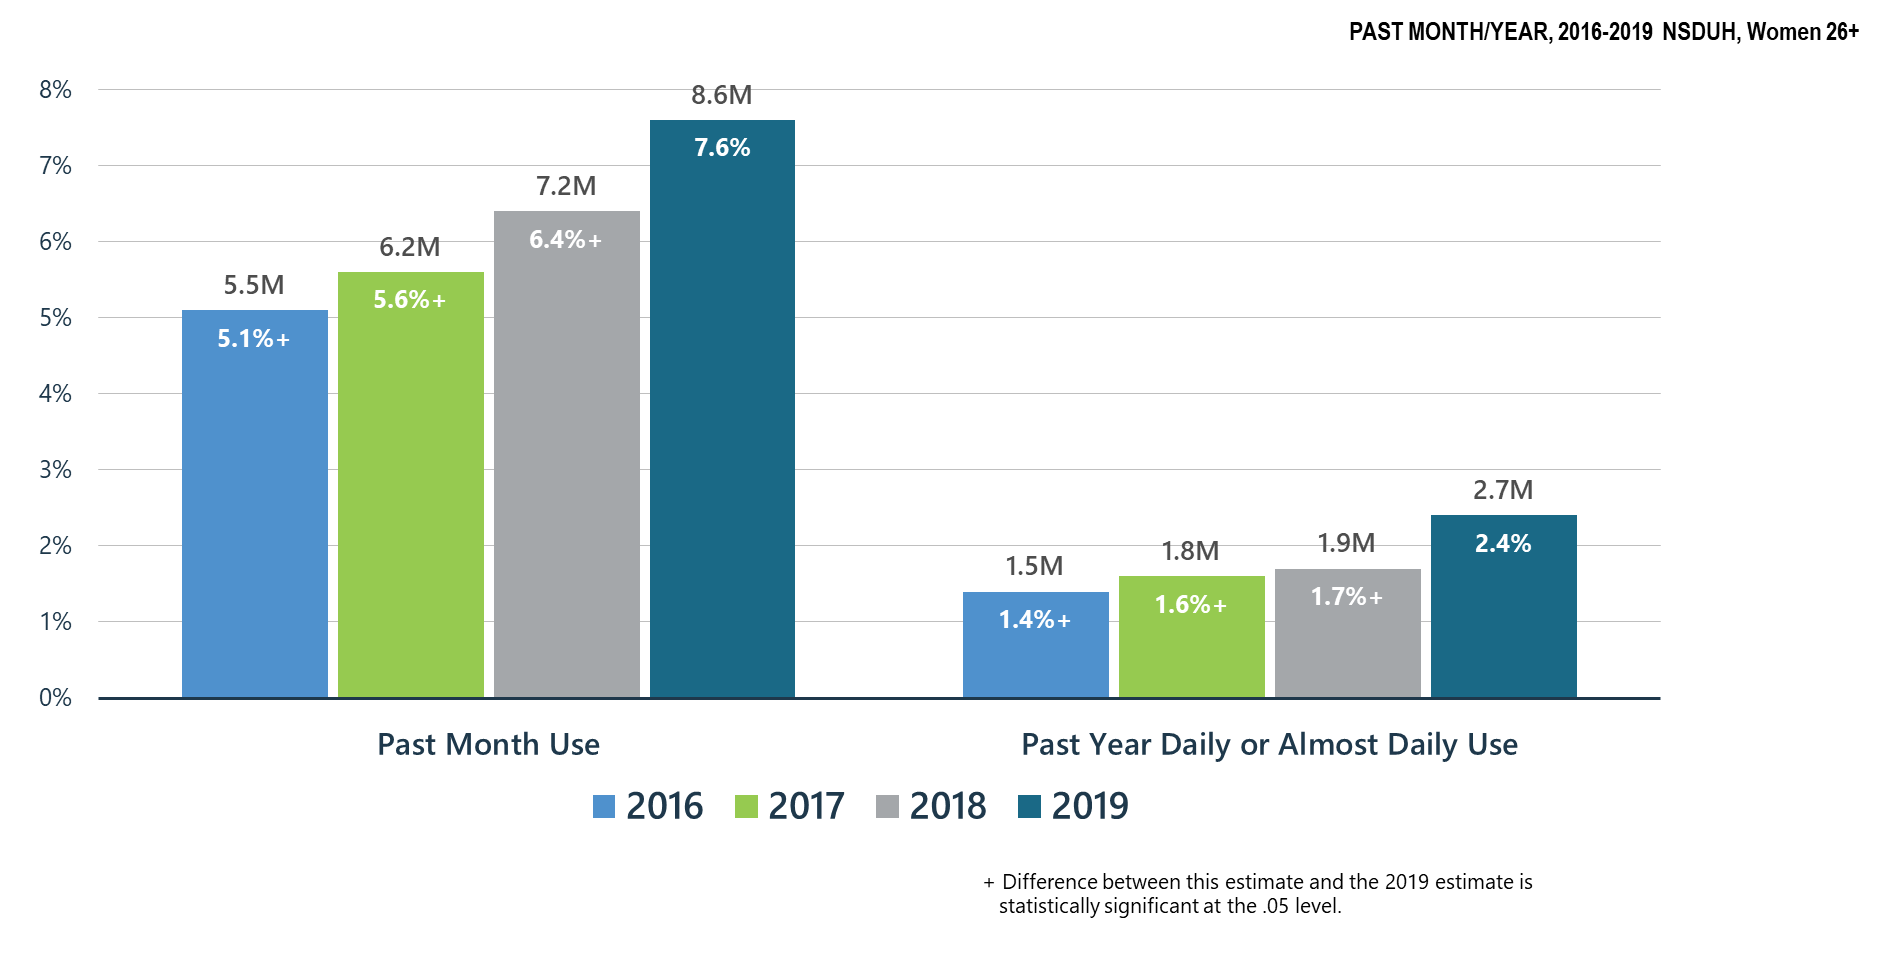 PAST MONTH/YEAR, 2016-2019 NSDUH, Women 26+
8%
7%
6%
5%
4%
3%
2%
1%
0%
5.5M
5.1%+
6.2M
5.6%+
7.2M
6.4%+
8.6M
7.6%
1.5M
1.4%+
1.8M
1.6%+
1.9M
1.7%+
2.7M
2.4%
Past Month Use
Past Year Daily or Almost Daily Use
2016 2017 2018 2019
+ Difference between this estimate and the 2019 estimate is
statistically significant at the .05 level.